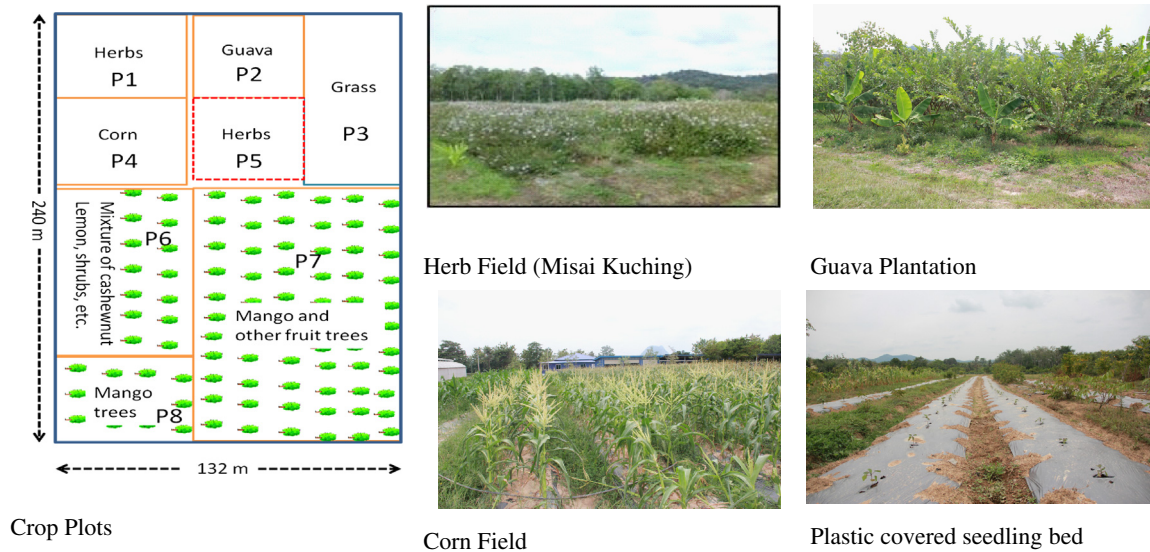 Herbs
P1
Guava
P2
Grass
P3
Corn
P4
Herbs
P5
Mixture of cashewnut
Lemon, shrubs, etc.
P6
P7
Mango and
other fruit trees
Mango
trees
P8
240 m
132 m
Crop Plots
Herb Field (Misai Kuching)
Guava Plantation
Corn Field
Plastic covered seedling bed